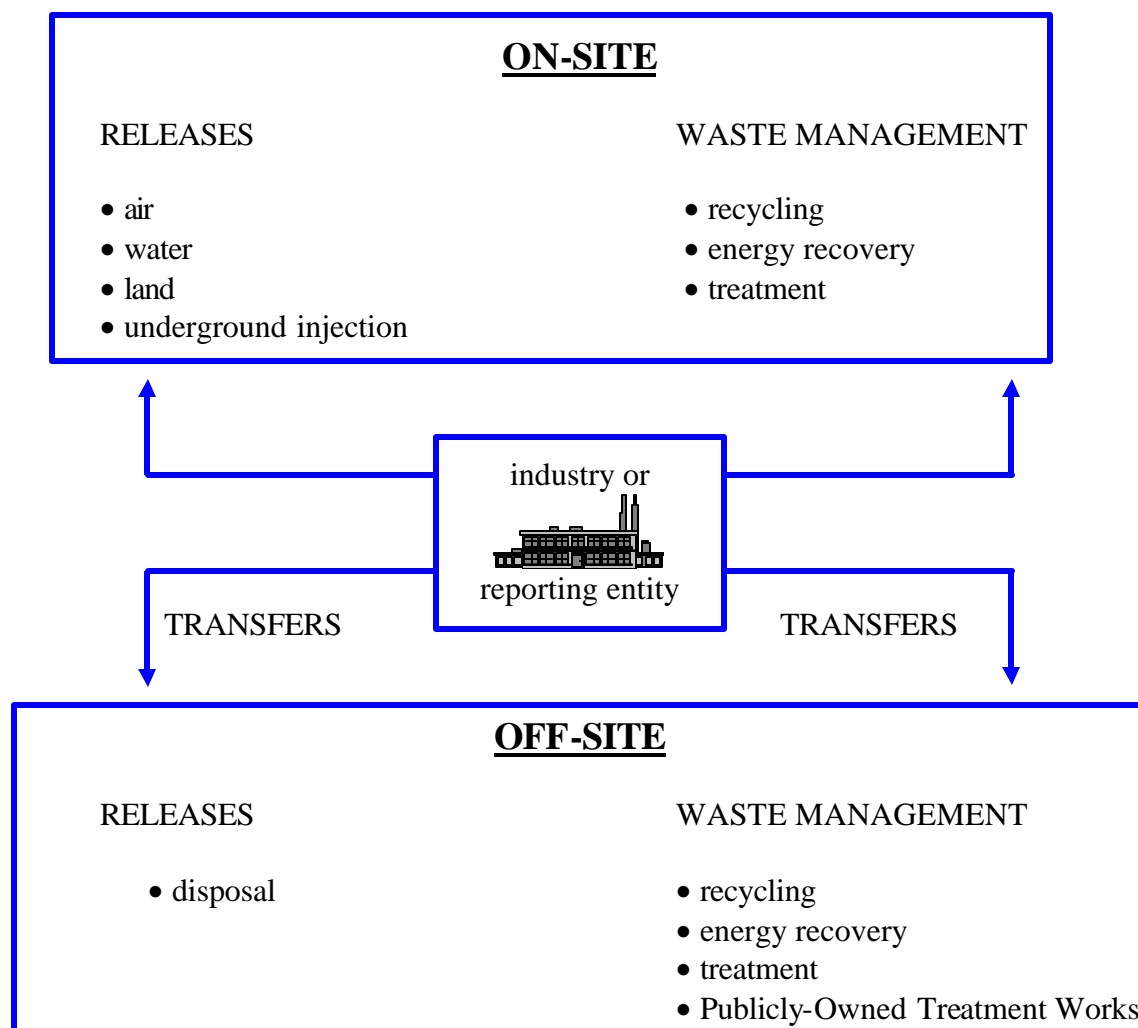 ON-SITE
RELEASES
• air
• water
• land
• underground injection
WASTE MANAGEMENT
• recycling
• energy recovery
• treatment
industry or
reporting entity
TRANSFERS
TRANSFERS
OFF-SITE
RELEASES
• disposal
WASTE MANAGEMENT
• recycling
• energy recovery
• treatment
• Publicly-Owned Treatment Works